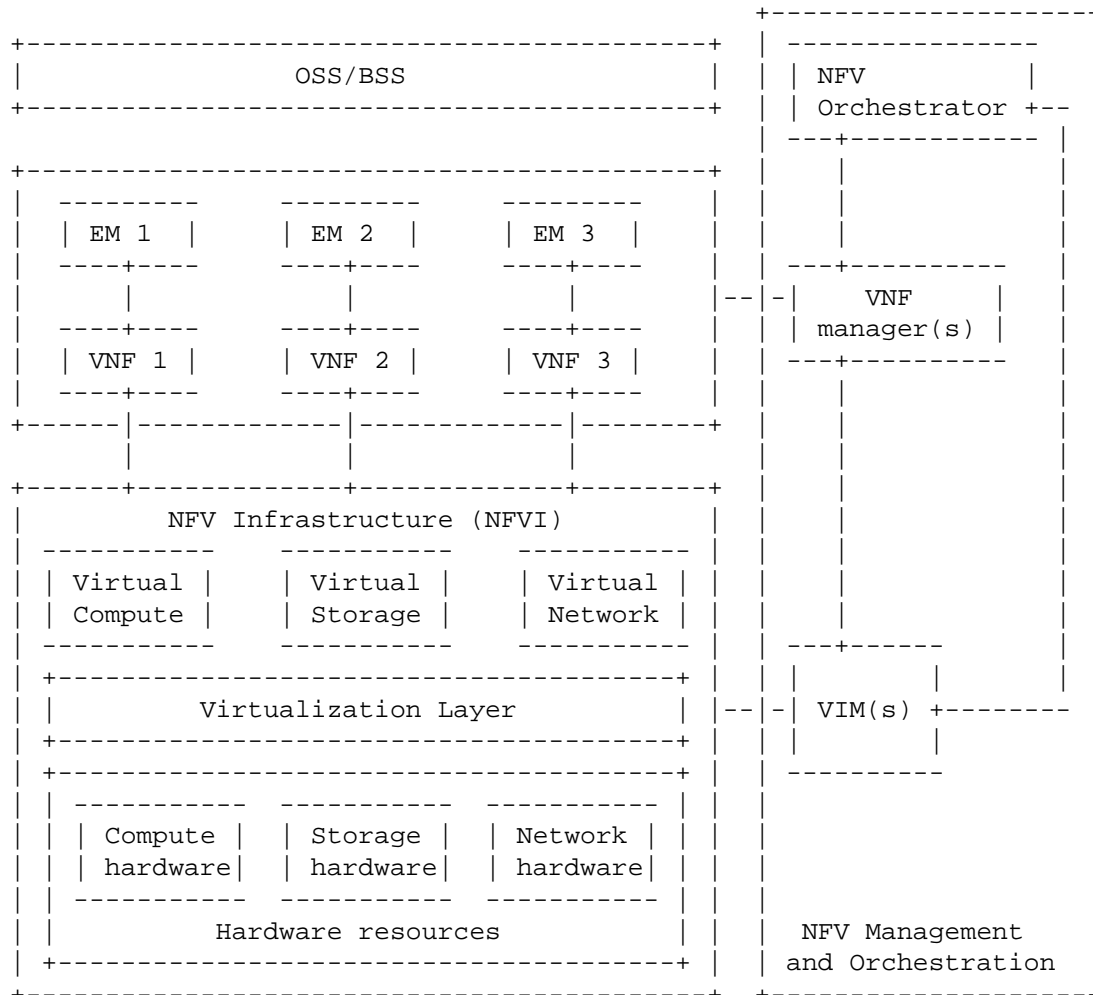 OSS/BSS
NFV
Orchestrator
EM 1 EM 2 EM 3
VNF
manager(s)
VNF 1 VNF 2 VNF 3
NFV Infrastructure (NFVI)
Virtual Virtual Virtual
Compute Storage Network
Virtualization Layer
VIM(s)
Compute Storage Network
hardware hardware hardware
Hardware resources
NFV Management
and Orchestration